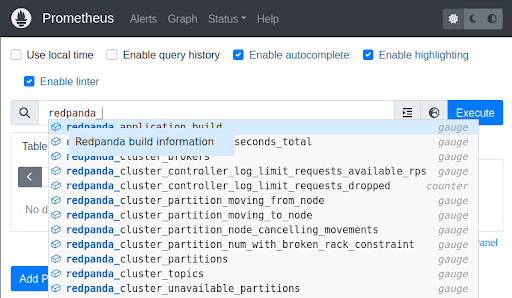 Prometheus Alerts Graph Status Help
Use local time Enable query history Enable autocomplete Enable highlighting
Enable linter
redpanda_ Execute
redpanda_application_build gauge
Redpanda build information seconds_total gauge
redpanda_cluster_brokers gauge
redpanda_cluster_controller_log_limit_requests_available_rps gauge
redpanda_cluster_controller_log_limit_requests_dropped counter
redpanda_cluster_partition_moving_from_node gauge
redpanda_cluster_partition_moving_to_node gauge
redpanda_cluster_partition_node_cancelling_movements gauge
redpanda_cluster_partition_num_with_broken_rack_constraint gauge
redpanda_cluster_partitions gauge
redpanda_cluster_topics gauge
redpanda_cluster_unavailable_partitions gauge
Table
No d
anel
Add P